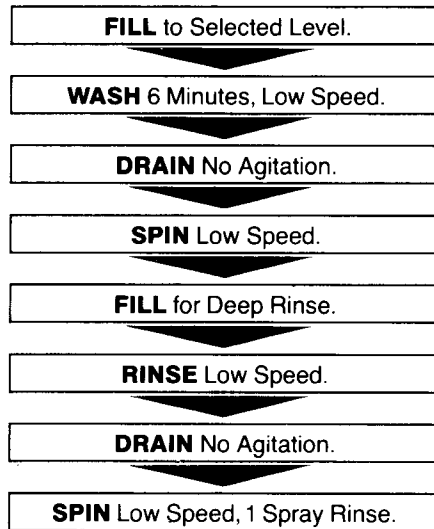 FILL to Selected Level.
WASH 6 Minutes, Low Speed.
DRAIN No Agitation.
SPIN Low Speed.
FILL for Deep Rinse.
RINSE Low Speed.
DRAIN No Agitation.
SPIN Low Speed, 1 Spray Rinse.